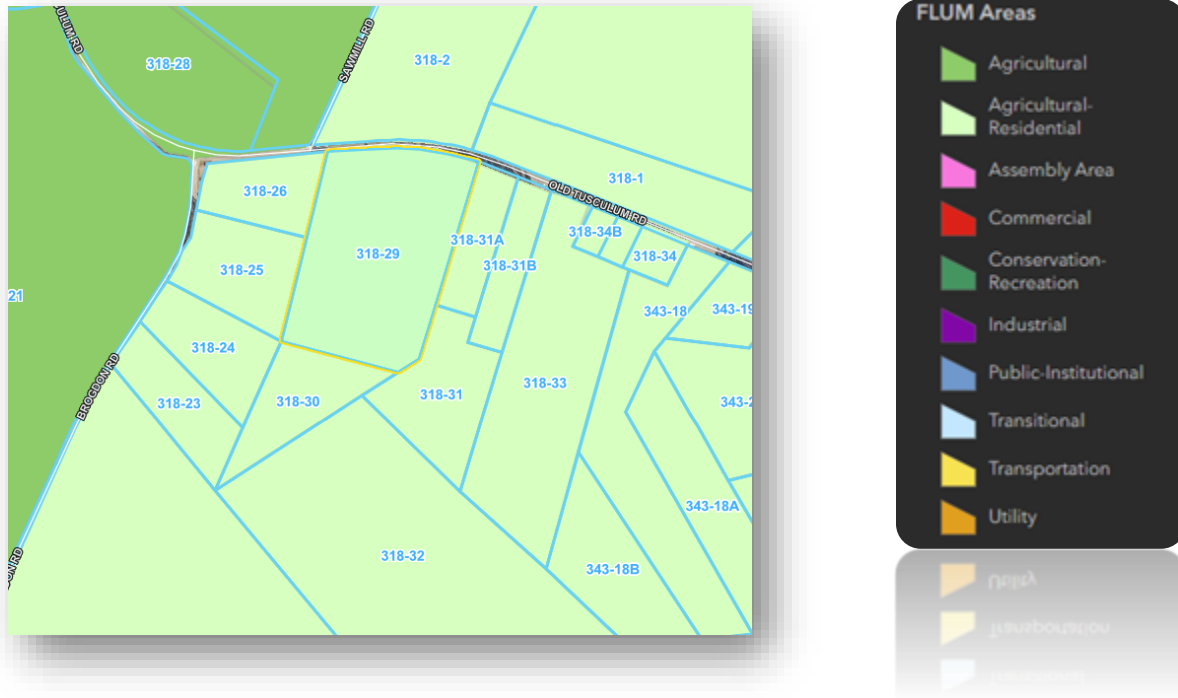 ULUM RD
318-28
SAWMILL RD
318-2
318-1
OLD TUSCULUM RD
318-26
318-29
318-31A
318-31B
318-34B
318-34
318-25
21
343-18
343-19
318-24
318-23
BROGDON RD
318-30
318-31
318-33
343-2
343-18A
318-32
343-18B
ON RD
FLUM Areas
Agricultural
Agricultural-
Residential
Assembly Area
Commercial
Conservation-
Recreation
Industrial
Public-Institutional
Transitional
Transportation
Utility